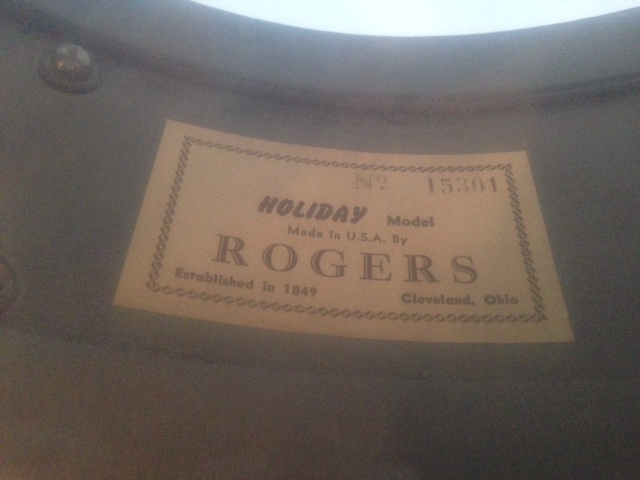 Nº 15301
HOLIDAY Model
Made In U.S.A. By
ROGERS
Established in 1849 Cleveland, Ohio